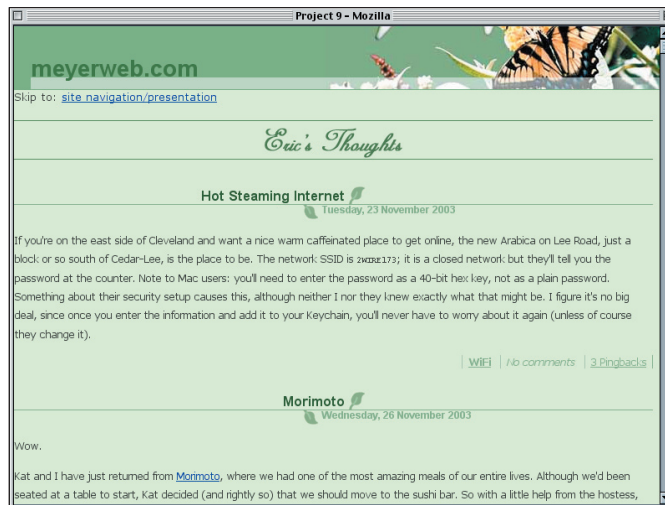 Project 9 - Mozilla
meyerweb.com
Skip to: site navigation/presentation
Eric's Thoughts
Hot Steaming Internet
Tuesday, 23 November 2003
If you're on the east side of Cleveland and want a nice warm caffeinated place to get online, the new Arabica on Lee Road, just a
block or so south of Cedar-Lee, is the place to be. The network SSID is 2WIRE173; it is a closed network but they'll tell you the
password at the counter. Note to Mac users: you'll need to enter the password as a 40-bit hex key, not as a plain password.
Something about their security setup causes this, although neither I nor they knew exactly what that might be. I figure it's no big
deal, since once you enter the information and add it to your Keychain, you'll never have to worry about it again (unless of course
they change it).
WiFi | No comments | 3 Pingbacks
Morimoto
Wednesday, 26 November 2003
Wow.
Kat and I have just returned from Morimoto, where we had one of the most amazing meals of our entire lives. Although we'd been
seated at a table to start, Kat decided (and rightly so) that we should move to the sushi bar. So with a little help from the hostess,